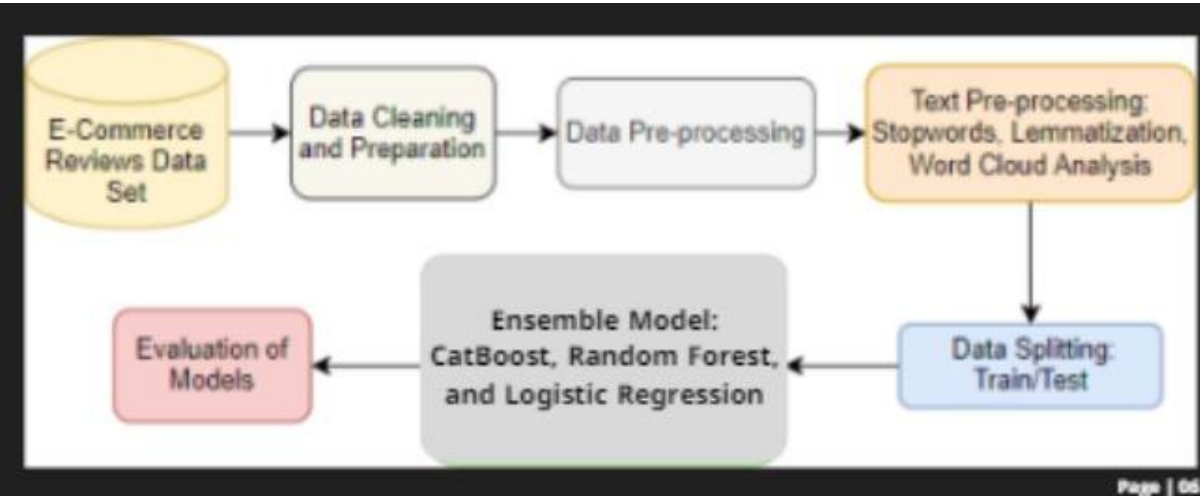 E-Commerce
Reviews Data
Set
Data Cleaning
and Preparation
Data Pre-processing
Text Pre-processing:
Stopwords, Lemmatization,
Word Cloud Analysis
Data Splitting:
Train/Test
Ensemble Model:
CatBoost, Random Forest,
and Logistic Regression
Evaluation of
Models
Page |